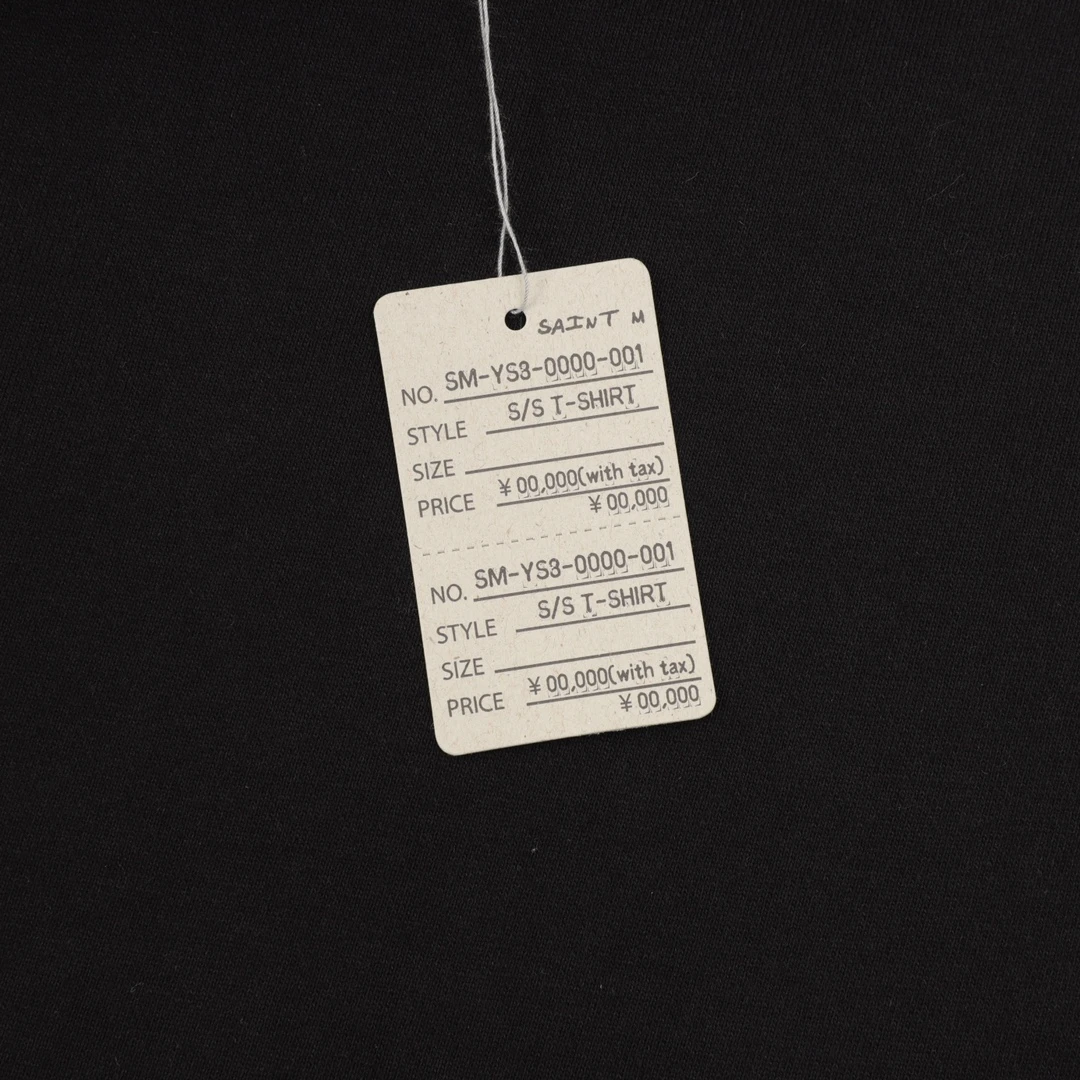 SAINT M
NO. SM-YS3-0000-001
STYLE S/S T-SHIRT
SIZE
PRICE ¥00,000(with tax)
¥00,000
NO. SM-YS3-0000-001
STYLE S/S T-SHIRT
SIZE
PRICE ¥00,000(with tax)
¥00,000